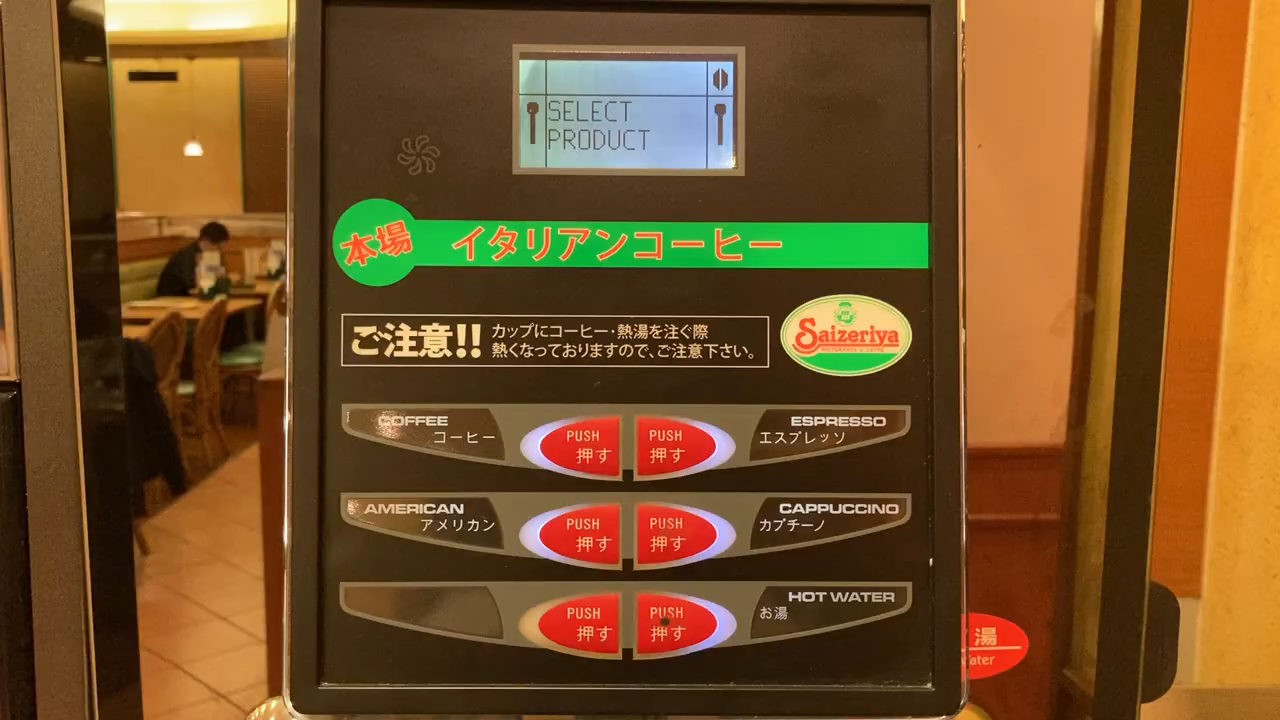 SELECT
PRODUCT
本場 イタリアンコーヒー
ご注意!! カップにコーヒー・熱湯を注ぐ際
熱くなっておりますので、ご注意下さい。
Saizeriya
COFFEE
コーヒー
PUSH
押す
PUSH
押す
ESPRESSO
エスプレッソ
AMERICAN
アメリカン
PUSH
押す
PUSH
押す
CAPPUCCINO
カプチーノ
PUSH
押す
PUSH
押す
HOT WATER
お湯
湯
ater